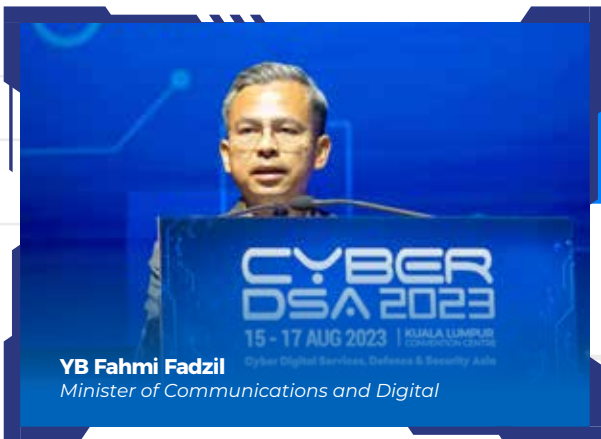 CYBER
DSA 2023
15 - 17 AUG 2023 | KUALA LUMPUR
CONVENTION CENTRE
Cyber Digital Services, Defence & Security Asia
YB Fahmi Fadzil
Minister of Communications and Digital